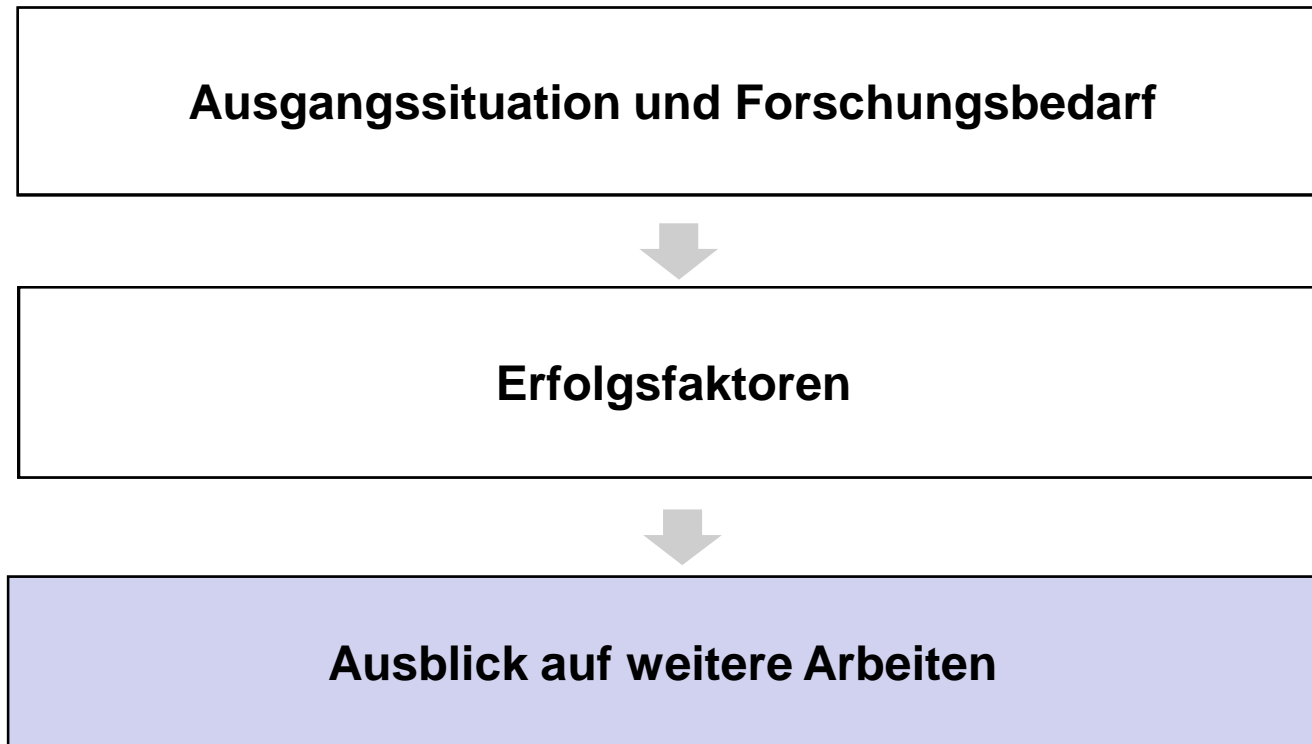 Ausgangssituation und Forschungsbedarf
Erfolgsfaktoren
Ausblick auf weitere Arbeiten